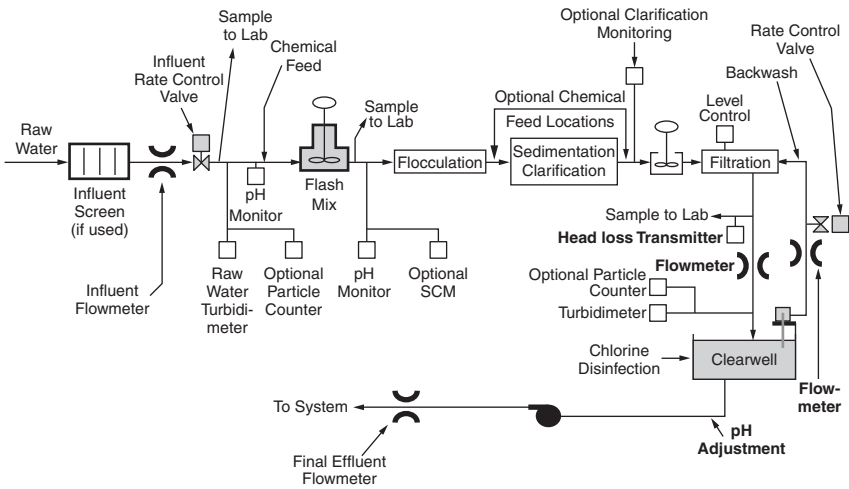 Sample
to Lab
Chemical
Feed
Influent
Rate Control
Valve
Raw
Water
Influent
Screen
(if used)
Influent
Flowmeter
pH
Monitor
Flash
Mix
Sample
to Lab
Raw
Water
Turbidi-
meter
Optional
Particle
Counter
pH
Monitor
Optional
SCM
Flocculation
Optional Chemical
Feed Locations
Sedimentation
Clarification
Optional Clarification
Monitoring
Level
Control
Filtration
Backwash
Rate Control
Valve
Sample to Lab
Head loss Transmitter
Flowmeter
Optional Particle
Counter
Turbidimeter
Chlorine
Disinfection
Clearwell
Flow-
meter
pH
Adjustment
To System
Final Effluent
Flowmeter